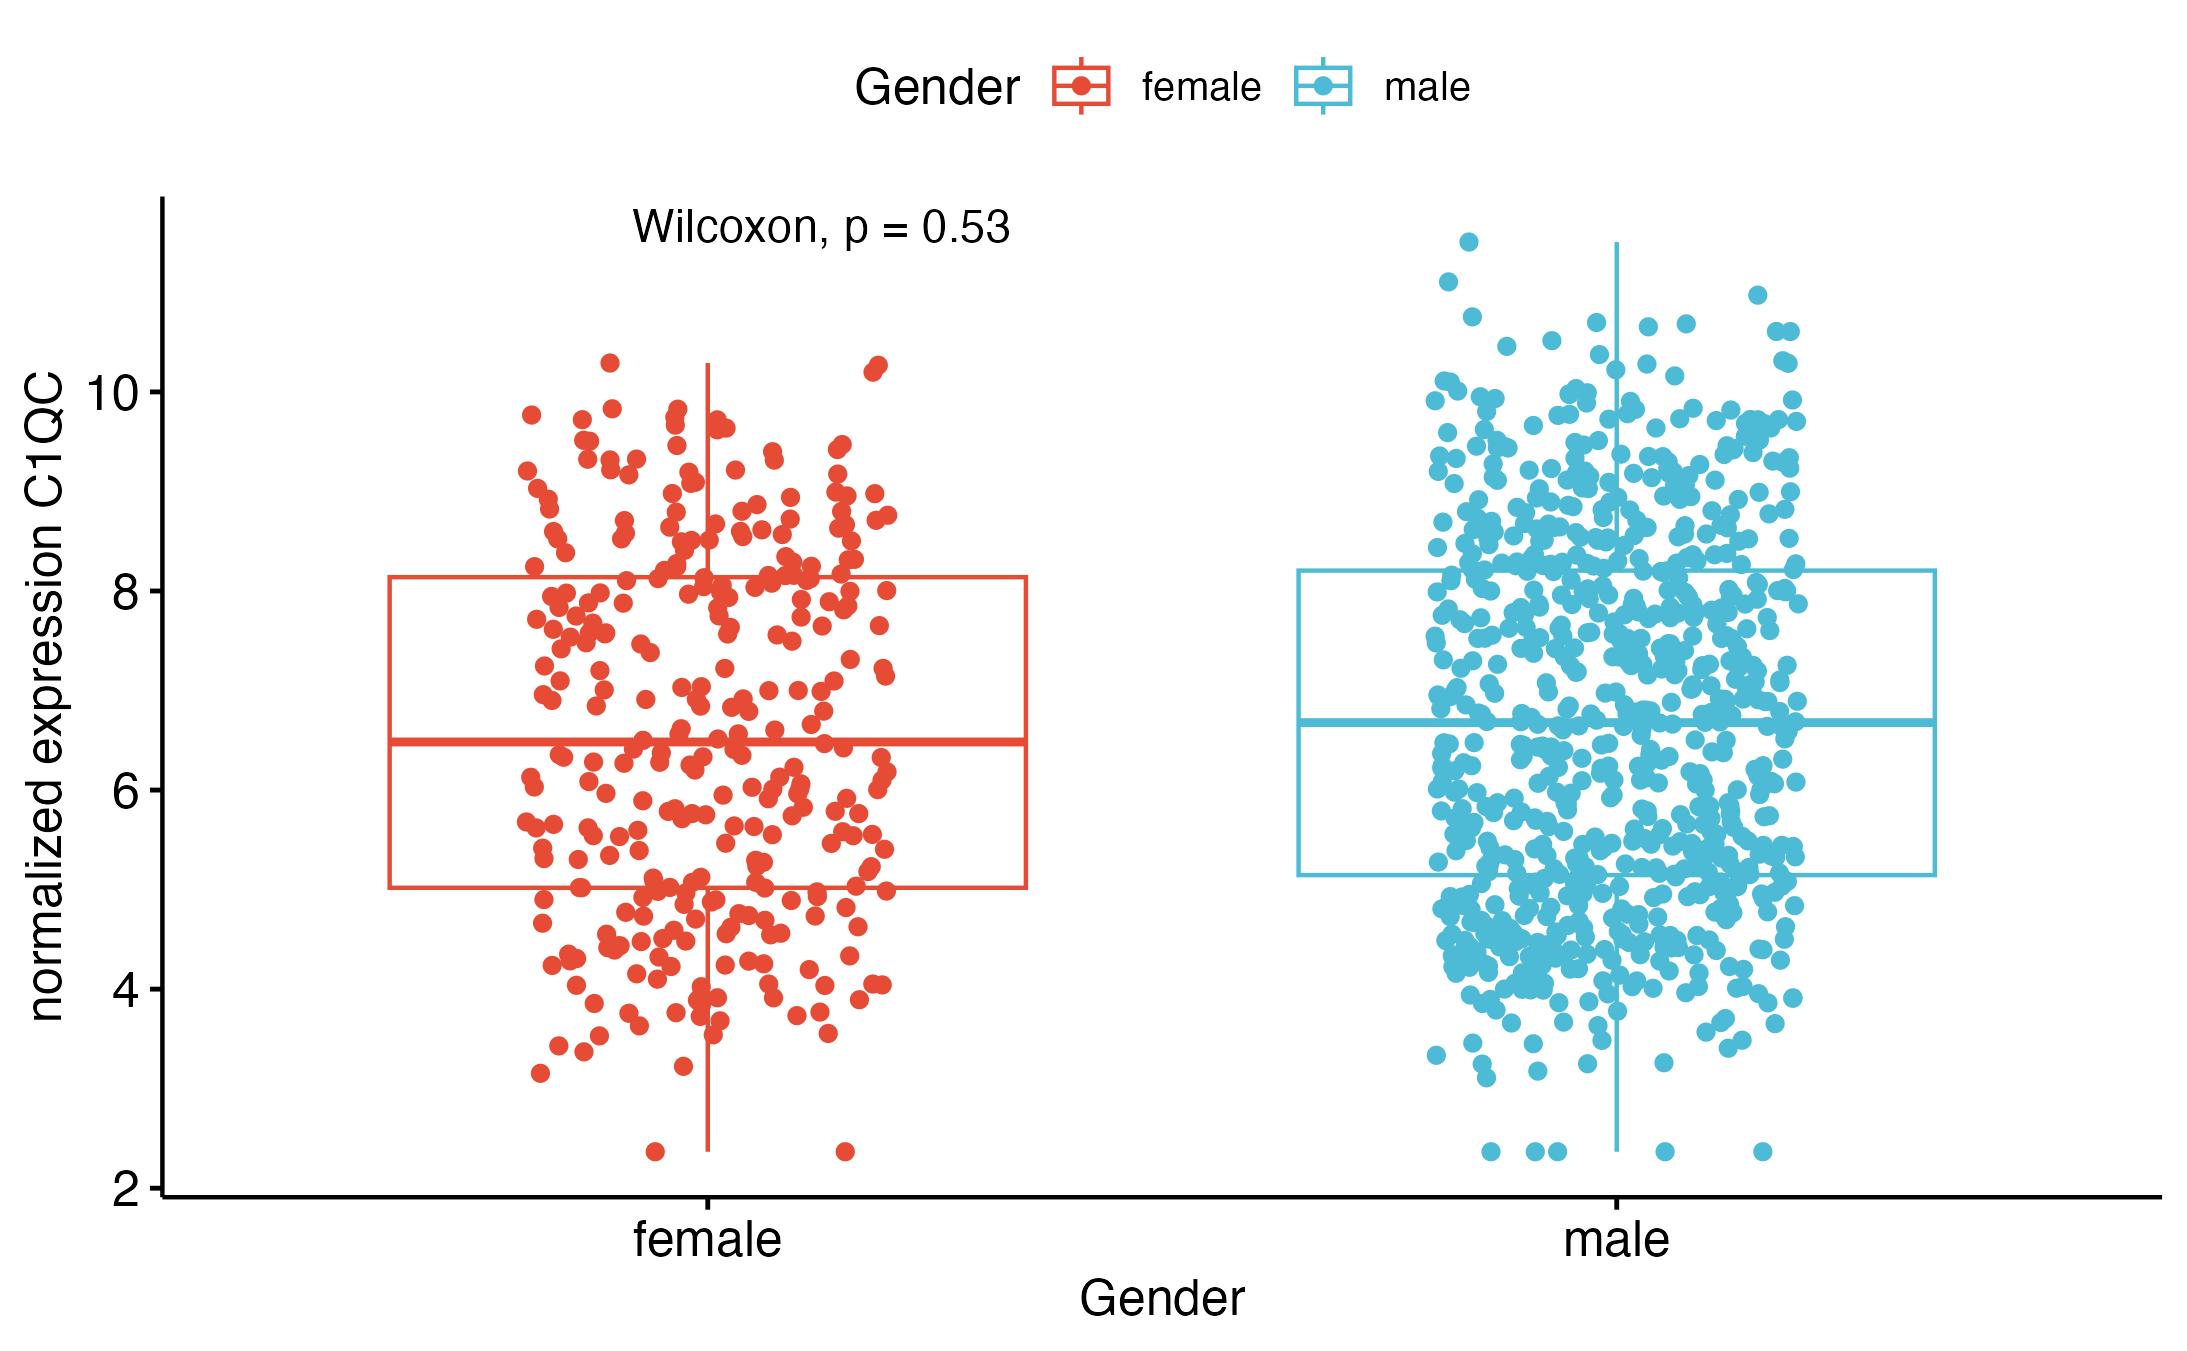 Gender female male
Wilcoxon, p = 0.53
normalized expression C1QC
10
8
6
4
2
female male
Gender